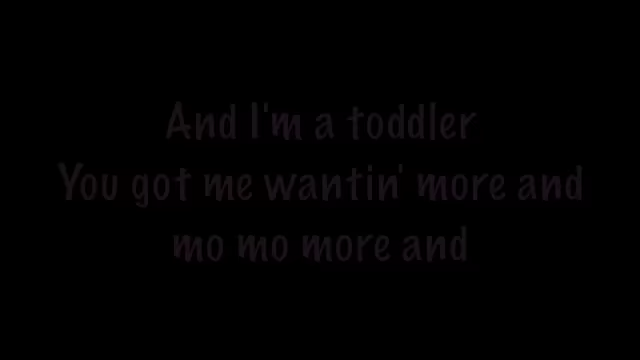 And I'm a toddler
You got me wantin' more and
mo mo more and